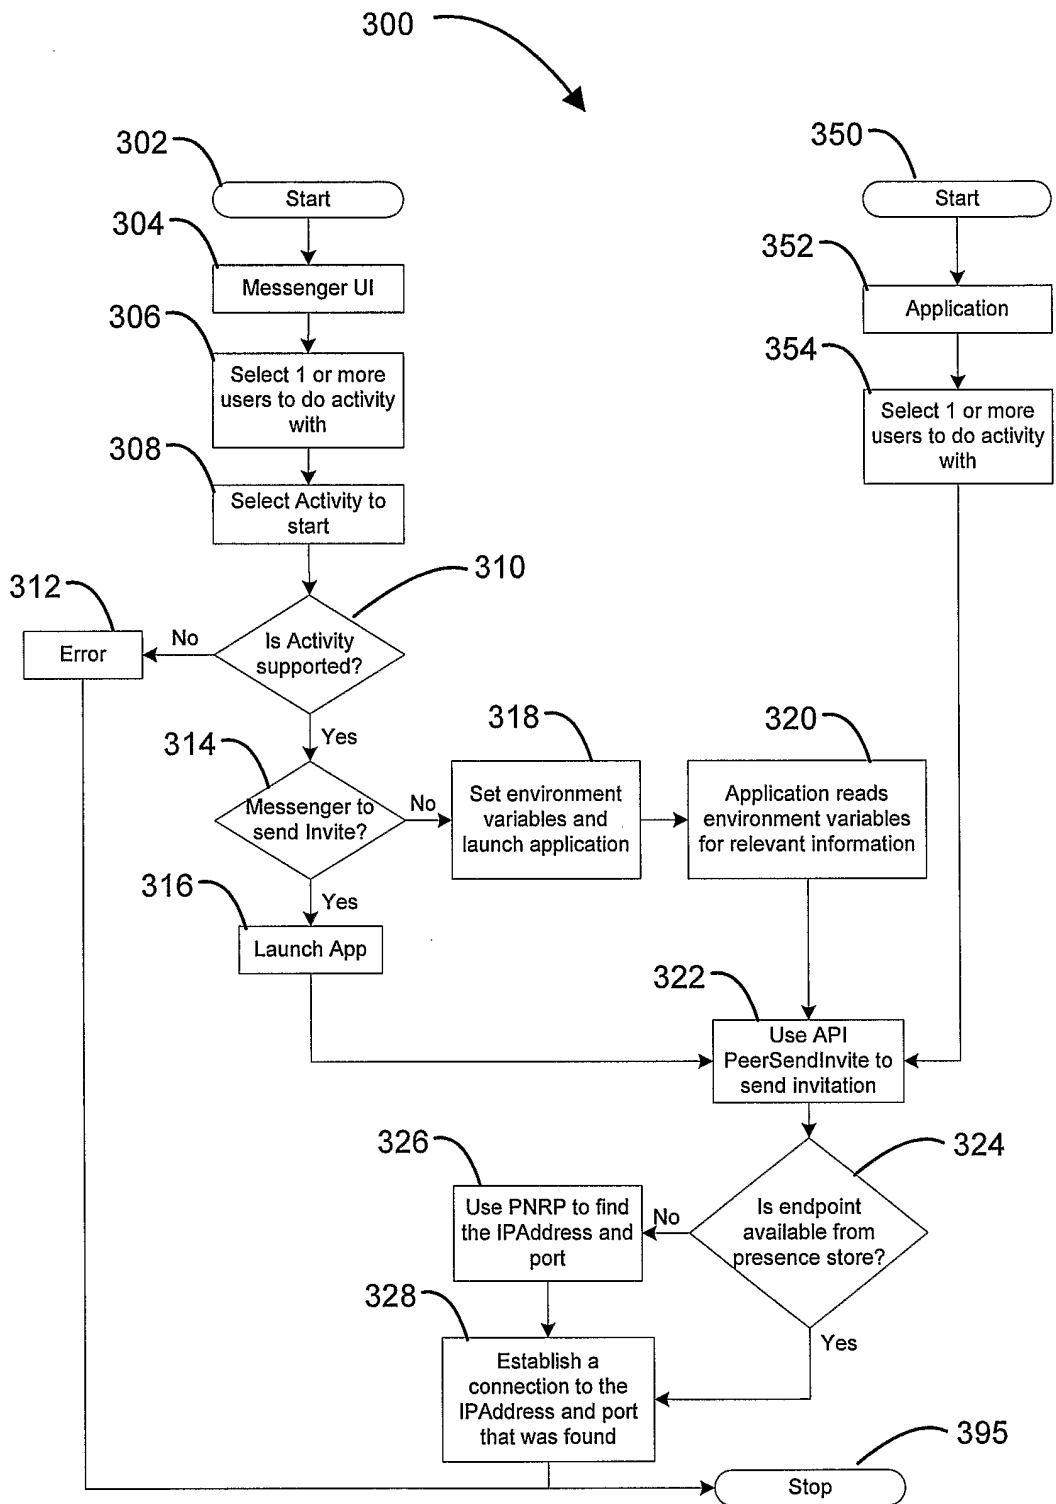 300
302
350
Start
Start
304
352
Messenger UI
Application
306
354
Select 1 or more
users to do activity
with
Select 1 or more
users to do activity
with
308
Select Activity to
start
310
312
Is Activity
supported?
No
Error
Yes
314
318
320
Messenger to
send Invite?
No
Set environment
variables and
launch application
Application reads
environment variables
for relevant information
316
Yes
Launch App
322
Use API
PeerSendInvite to
send invitation
324
326
Is endpoint
available from
presence store?
No
Use PNRP to find
the IPAddress and
port
328
Yes
Establish a
connection to the
IPAddress and port
that was found
395
Stop